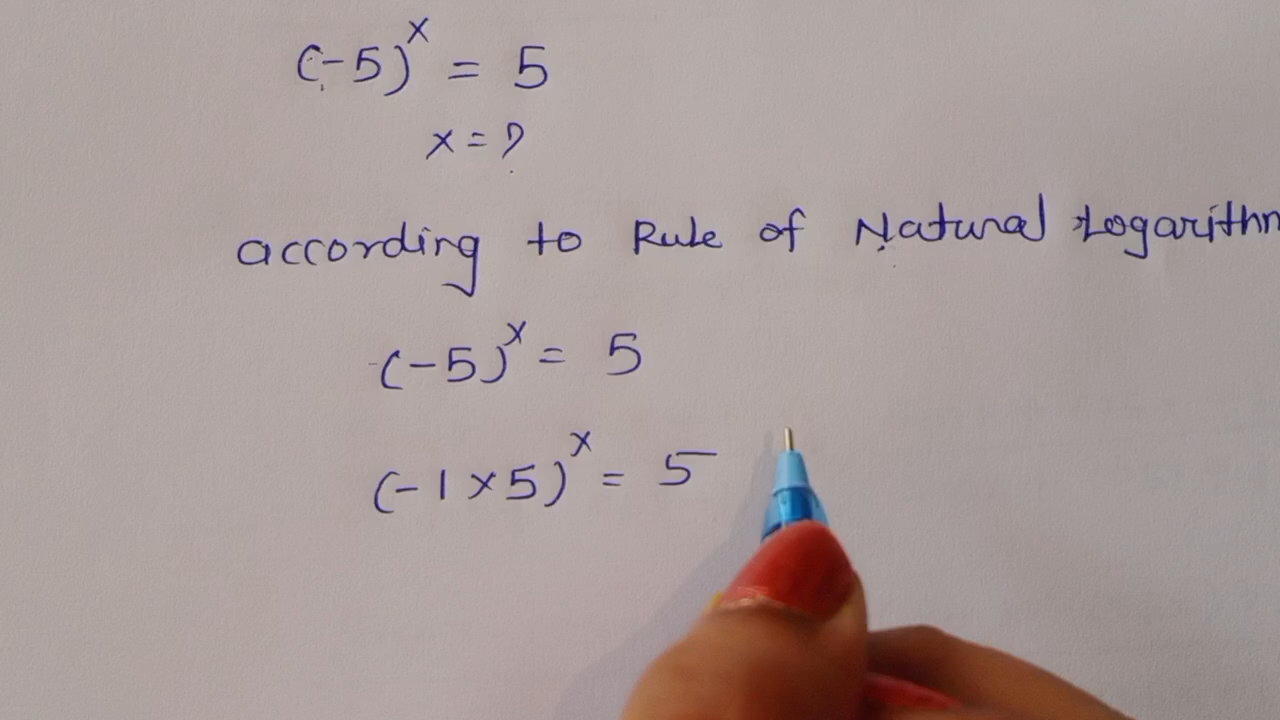 (-5)^x = 5
x = ?
according to Rule of Natural Logarithm
(-5)^x = 5
(-1×5)^x = 5